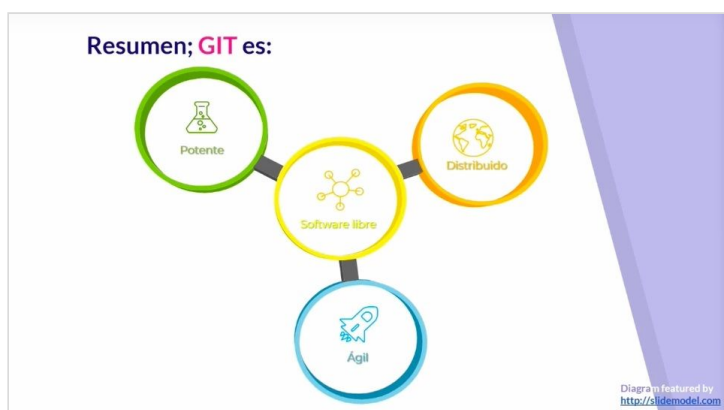 Resumen; GIT es:
Potente
Distribuido
Software libre
Ágil
Diagram featured by
http://slidemodel.com